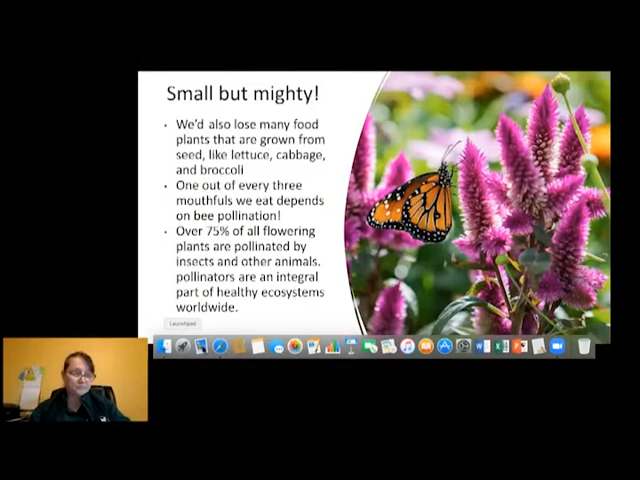 Small but mighty!
• We'd also lose many food
plants that are grown from
seed, like lettuce, cabbage,
and broccoli
• One out of every three
mouthfuls we eat depends
on bee pollination!
• Over 75% of all flowering
plants are pollinated by
insects and other animals.
pollinators are an integral
part of healthy ecosystems
worldwide.
Launchpad